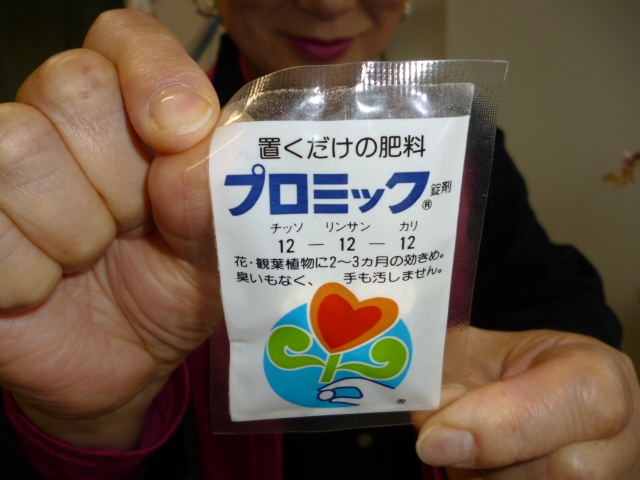 置くだけの肥料
プロミック®錠剤
チッソ リンサン カリ
12 — 12 — 12
花・観葉植物に2〜3ヵ月の効きめ。
臭いもなく、 手も汚しません。
®